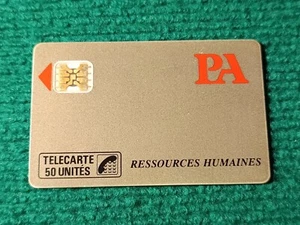 PA
TELECARTE
50 UNITES
RESSOURCES HUMAINES